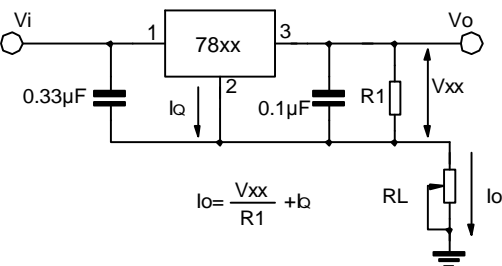 Vi
Vo
1
78xx
3
2
0.33µF
IQ
0.1µF
R1
Vxx
Io= Vxx / R1 +IQ
RL
Io